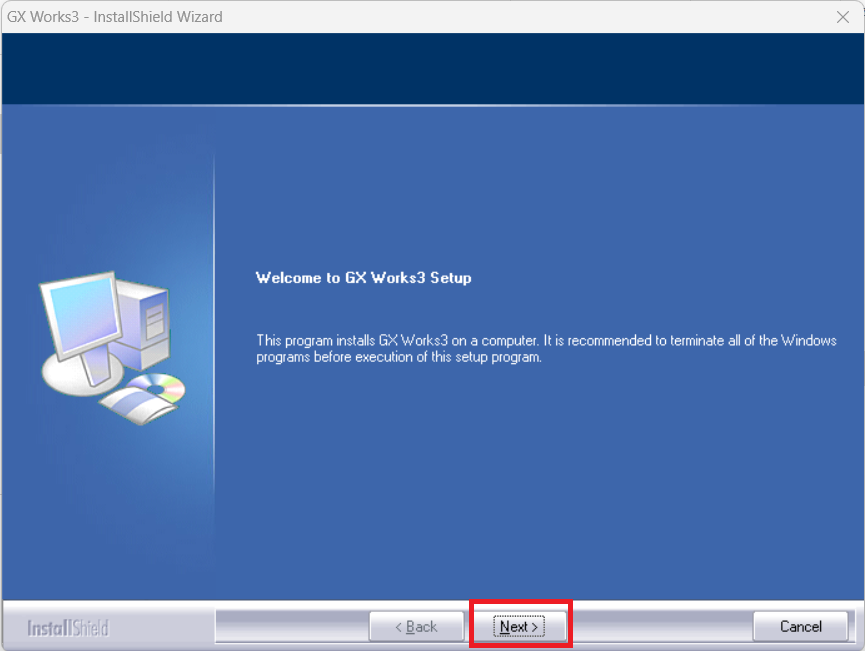 GX Works3 - InstallShield Wizard
Welcome to GX Works3 Setup
This program installs GX Works3 on a computer. It is recommended to terminate all of the Windows
programs before execution of this setup program.
InstallShield
< Back
Next >
Cancel